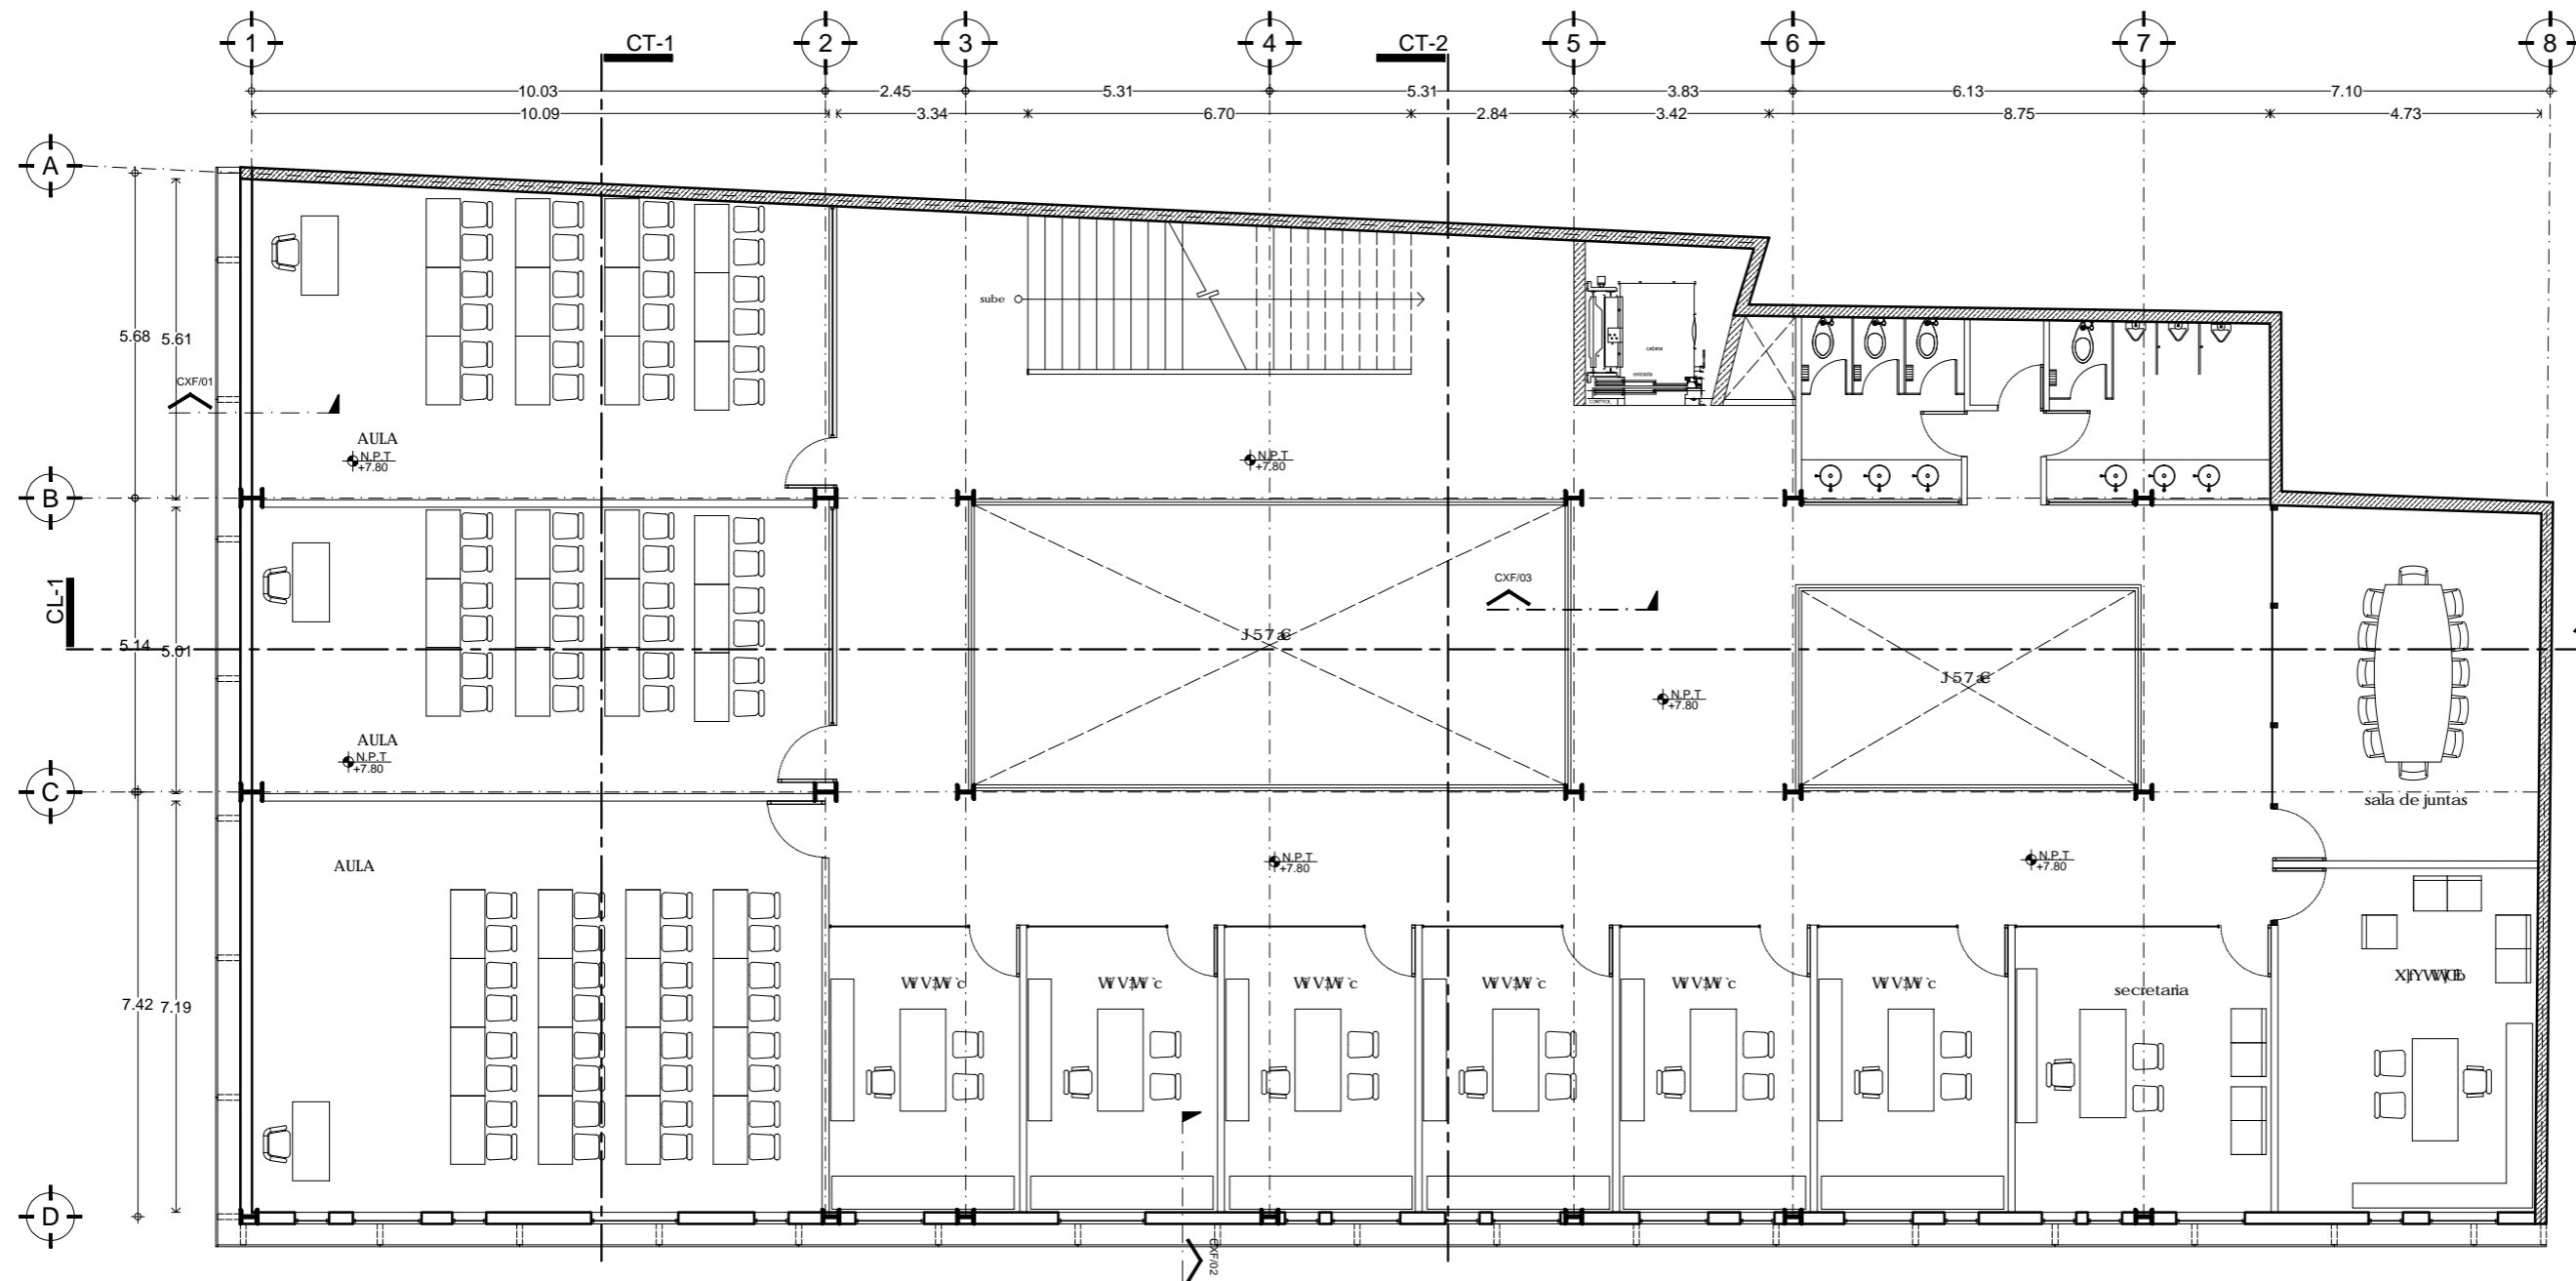 1
CT-1
2
3
4
CT-2
5
6
7
8
10.03
2.45
5.31
5.31
3.83
6.13
7.10
10.09
3.34
6.70
2.84
3.42
8.75
4.73
A
B
C
D
5.68
5.61
5.14
5.01
7.42
7.19
CL-1
CXF/01
AULA
N.P.T
+7.80
sube
N.P.T
+7.80
cabina
entrada
CONTROL
AULA
N.P.T
+7.80
CXF/03
N.P.T
+7.80
sala de juntas
AULA
N.P.T
+7.80
N.P.T
+7.80
secretaria
CXF/02